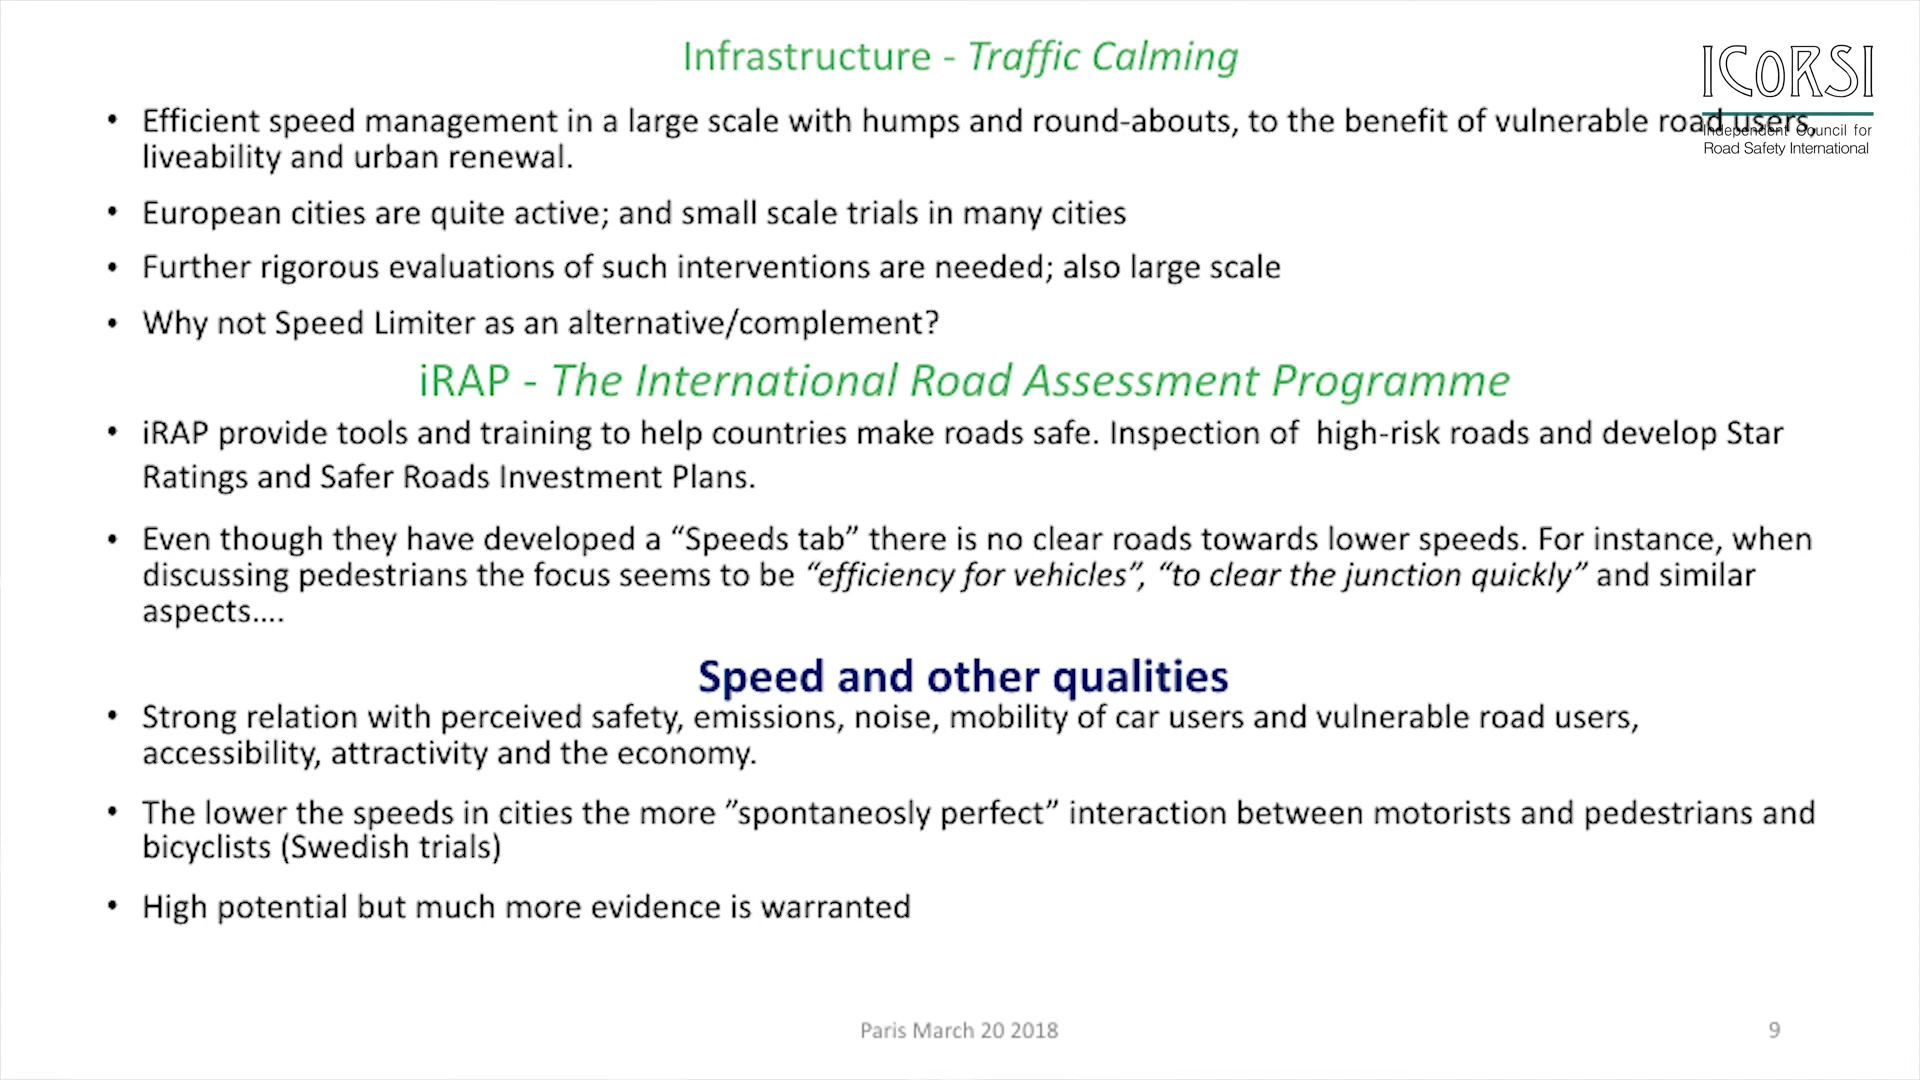 Infrastructure - Traffic Calming
ICORSI
Independent Council for
Road Safety International
• Efficient speed management in a large scale with humps and round-abouts, to the benefit of vulnerable road users,
liveability and urban renewal.
• European cities are quite active; and small scale trials in many cities
• Further rigorous evaluations of such interventions are needed; also large scale
• Why not Speed Limiter as an alternative/complement?
iRAP - The International Road Assessment Programme
• iRAP provide tools and training to help countries make roads safe. Inspection of  high-risk roads and develop Star
Ratings and Safer Roads Investment Plans.
• Even though they have developed a “Speeds tab” there is no clear roads towards lower speeds. For instance, when
discussing pedestrians the focus seems to be “efficiency for vehicles”, “to clear the junction quickly” and similar
aspects….
Speed and other qualities
• Strong relation with perceived safety, emissions, noise, mobility of car users and vulnerable road users,
accessibility, attractivity and the economy.
• The lower the speeds in cities the more ”spontaneosly perfect” interaction between motorists and pedestrians and
bicyclists (Swedish trials)
• High potential but much more evidence is warranted
Paris March 20 2018
9